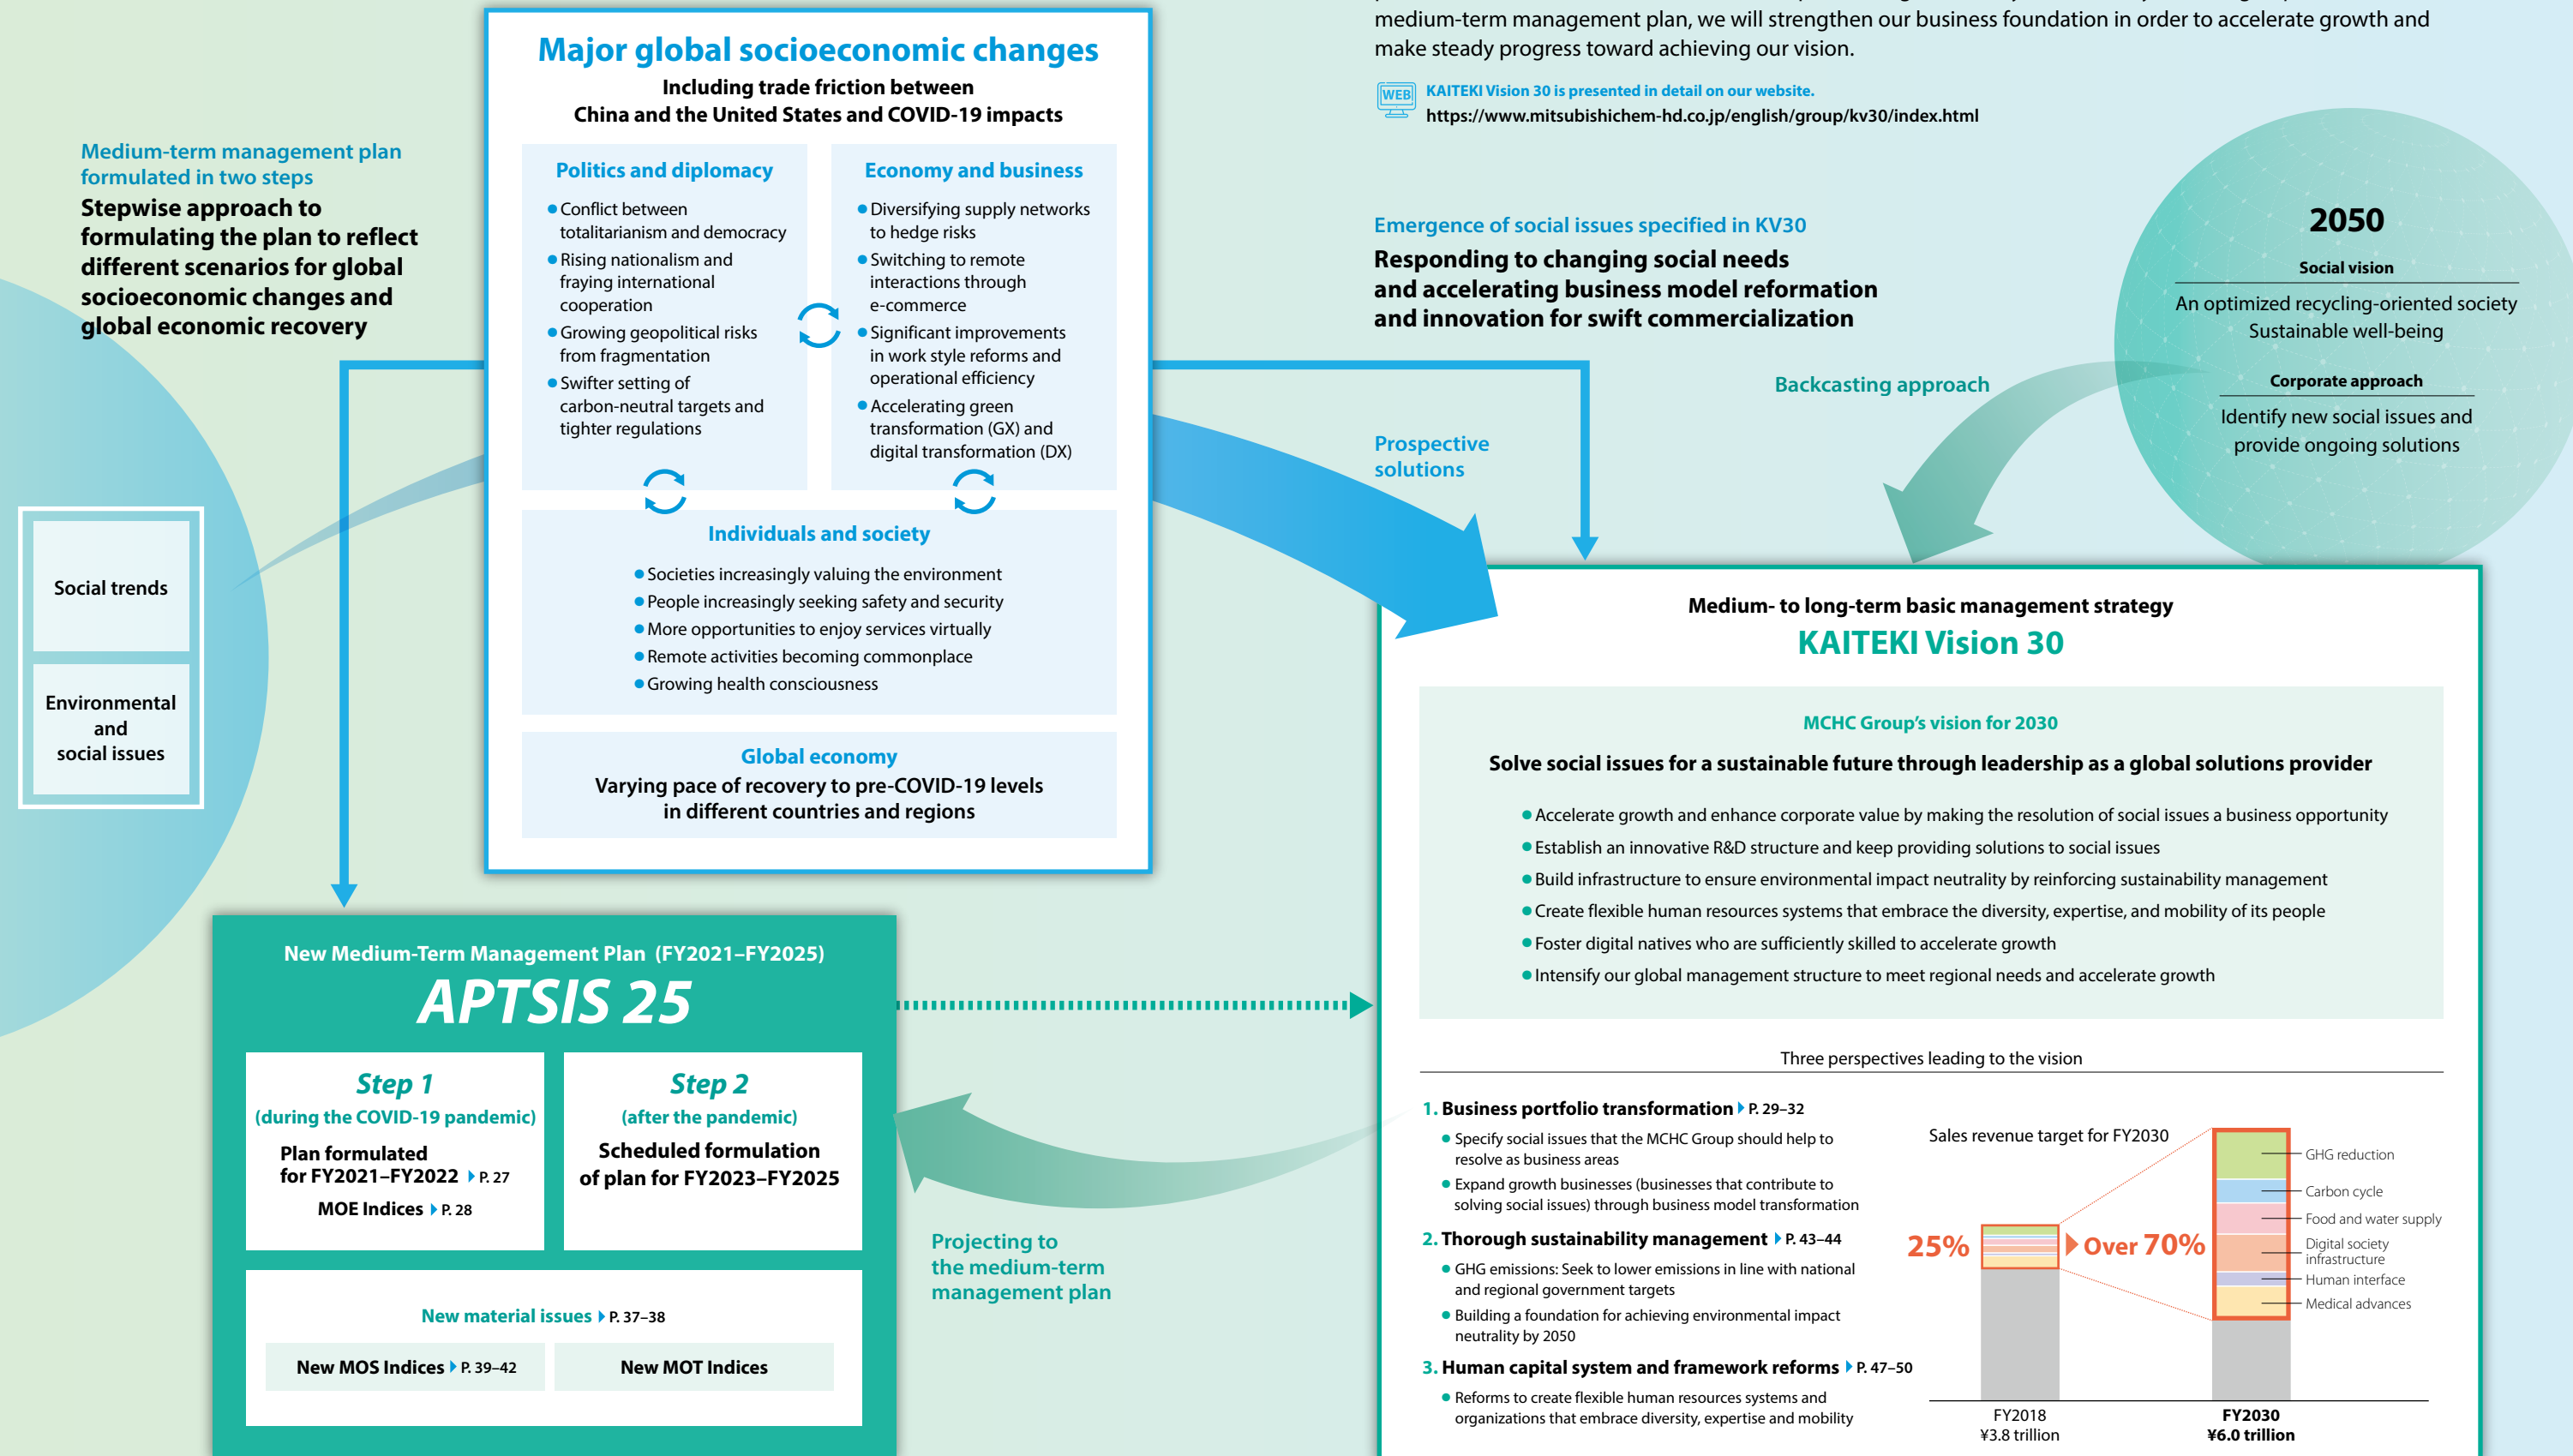 medium-term management plan, we will strengthen our business foundation in order to accelerate growth and
make steady progress toward achieving our vision.
WEB
KAITEKI Vision 30 is presented in detail on our website.
https://www.mitsubishichem-hd.co.jp/english/group/kv30/index.html
Medium-term management plan
formulated in two steps
Stepwise approach to
formulating the plan to reflect
different scenarios for global
socioeconomic changes and
global economic recovery
Social trends
Environmental
and
social issues
Major global socioeconomic changes
Including trade friction between
China and the United States and COVID-19 impacts
Politics and diplomacy
● Conflict between
totalitarianism and democracy
● Rising nationalism and
fraying international
cooperation
● Growing geopolitical risks
from fragmentation
● Swifter setting of
carbon-neutral targets and
tighter regulations
Economy and business
● Diversifying supply networks
to hedge risks
● Switching to remote
interactions through
e-commerce
● Significant improvements
in work style reforms and
operational efficiency
● Accelerating green
transformation (GX) and
digital transformation (DX)
Individuals and society
● Societies increasingly valuing the environment
● People increasingly seeking safety and security
● More opportunities to enjoy services virtually
● Remote activities becoming commonplace
● Growing health consciousness
Global economy
Varying pace of recovery to pre-COVID-19 levels
in different countries and regions
Emergence of social issues specified in KV30
Responding to changing social needs
and accelerating business model reformation
and innovation for swift commercialization
Prospective
solutions
Backcasting approach
2050
Social vision
An optimized recycling-oriented society
Sustainable well-being
Corporate approach
Identify new social issues and
provide ongoing solutions
New Medium-Term Management Plan (FY2021–FY2025)
APTSIS 25
Step 1
(during the COVID-19 pandemic)
Plan formulated
for FY2021–FY2022 P. 27
MOE Indices P. 28
Step 2
(after the pandemic)
Scheduled formulation
of plan for FY2023–FY2025
New material issues P. 37–38
New MOS Indices P. 39–42
New MOT Indices
Projecting to
the medium-term
management plan
Medium- to long-term basic management strategy
KAITEKI Vision 30
MCHC Group's vision for 2030
Solve social issues for a sustainable future through leadership as a global solutions provider
● Accelerate growth and enhance corporate value by making the resolution of social issues a business opportunity
● Establish an innovative R&D structure and keep providing solutions to social issues
● Build infrastructure to ensure environmental impact neutrality by reinforcing sustainability management
● Create flexible human resources systems that embrace the diversity, expertise, and mobility of its people
● Foster digital natives who are sufficiently skilled to accelerate growth
● Intensify our global management structure to meet regional needs and accelerate growth
Three perspectives leading to the vision
1. Business portfolio transformation P. 29–32
● Specify social issues that the MCHC Group should help to
resolve as business areas
● Expand growth businesses (businesses that contribute to
solving social issues) through business model transformation
2. Thorough sustainability management P. 43–44
● GHG emissions: Seek to lower emissions in line with national
and regional government targets
● Building a foundation for achieving environmental impact
neutrality by 2050
3. Human capital system and framework reforms P. 47–50
● Reforms to create flexible human resources systems and
organizations that embrace diversity, expertise and mobility
Sales revenue target for FY2030
25%
Over 70%
GHG reduction
Carbon cycle
Food and water supply
Digital society
infrastructure
Human interface
Medical advances
FY2018
¥3.8 trillion
FY2030
¥6.0 trillion